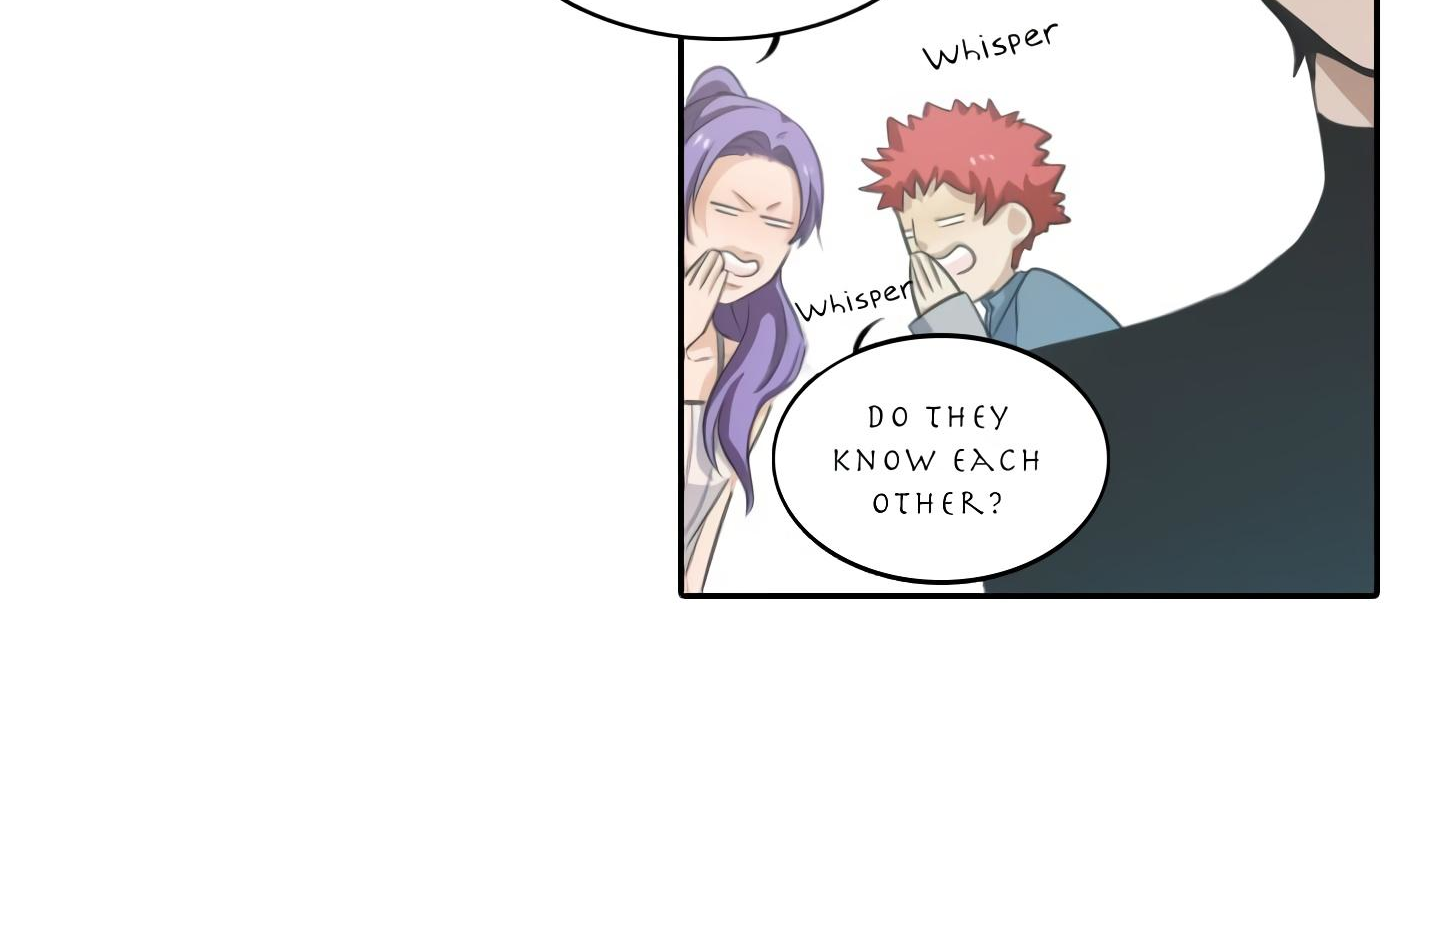 Whisper
Whisper
DO THEY
KNOW EACH
OTHER?